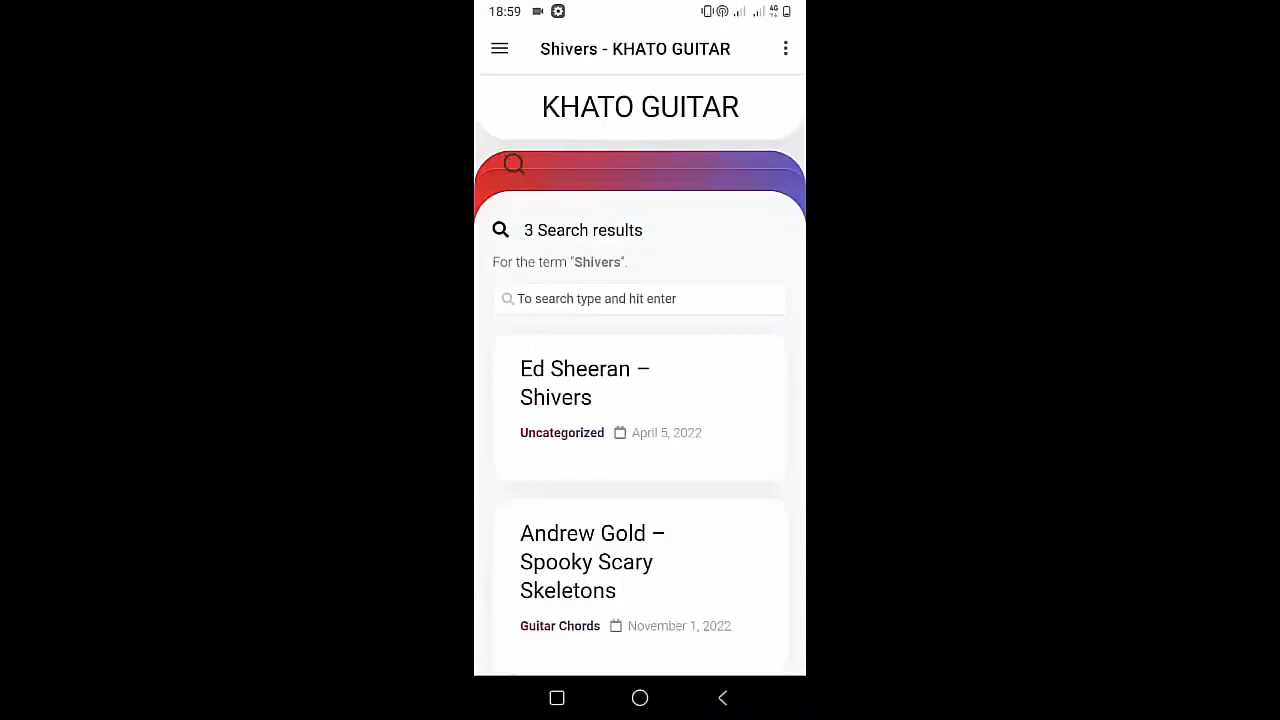 18:59
4G
Shivers - KHATO GUITAR
KHATO GUITAR
3 Search results
For the term "Shivers".
To search type and hit enter
Ed Sheeran –
Shivers
Uncategorized April 5, 2022
Andrew Gold –
Spooky Scary
Skeletons
Guitar Chords November 1, 2022